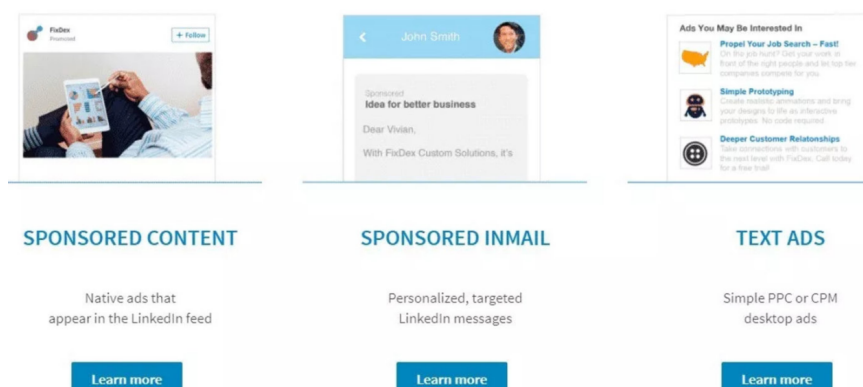 FixDex
Promoted
+ Follow
John Smith
Sponsored
Idea for better business
Dear Vivian,
With FixDex Custom Solutions, it's
Ads You May Be Interested In
Propel Your Job Search – Fast!
On the job hunt? Get your work in
front of the right people and let top tier
companies compete for you.
Simple Prototyping
Create realistic animations and bring
your designs to life as interactive
prototypes. No code required.
Deeper Customer Relatonships
Take connections with customers to
the next level with FixDex. Call today
for a free trial!
SPONSORED CONTENT
SPONSORED INMAIL
TEXT ADS
Native ads that
appear in the LinkedIn feed
Personalized, targeted
LinkedIn messages
Simple PPC or CPM
desktop ads
Learn more
Learn more
Learn more